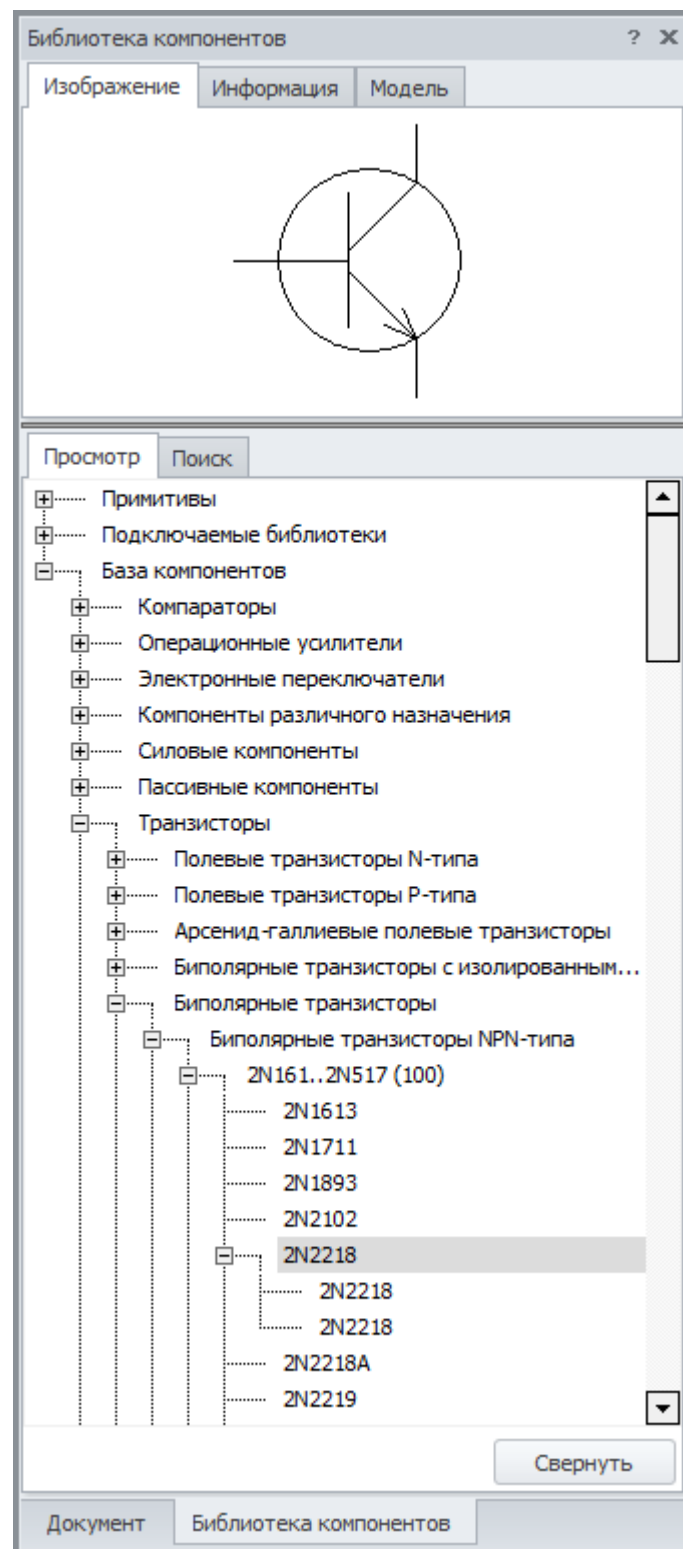 Библиотека компонентов ? X
Изображение Информация Модель
Просмотр Поиск
Примитивы
Подключаемые библиотеки
База компонентов
Компараторы
Операционные усилители
Электронные переключатели
Компоненты различного назначения
Силовые компоненты
Пассивные компоненты
Транзисторы
Полевые транзисторы N-типа
Полевые транзисторы P-типа
Арсенид-галлиевые полевые транзисторы
Биполярные транзисторы с изолированным...
Биполярные транзисторы
Биполярные транзисторы NPN-типа
2N161..2N517 (100)
2N1613
2N1711
2N1893
2N2102
2N2218
2N2218
2N2218
2N2218A
2N2219
Свернуть
Документ Библиотека компонентов